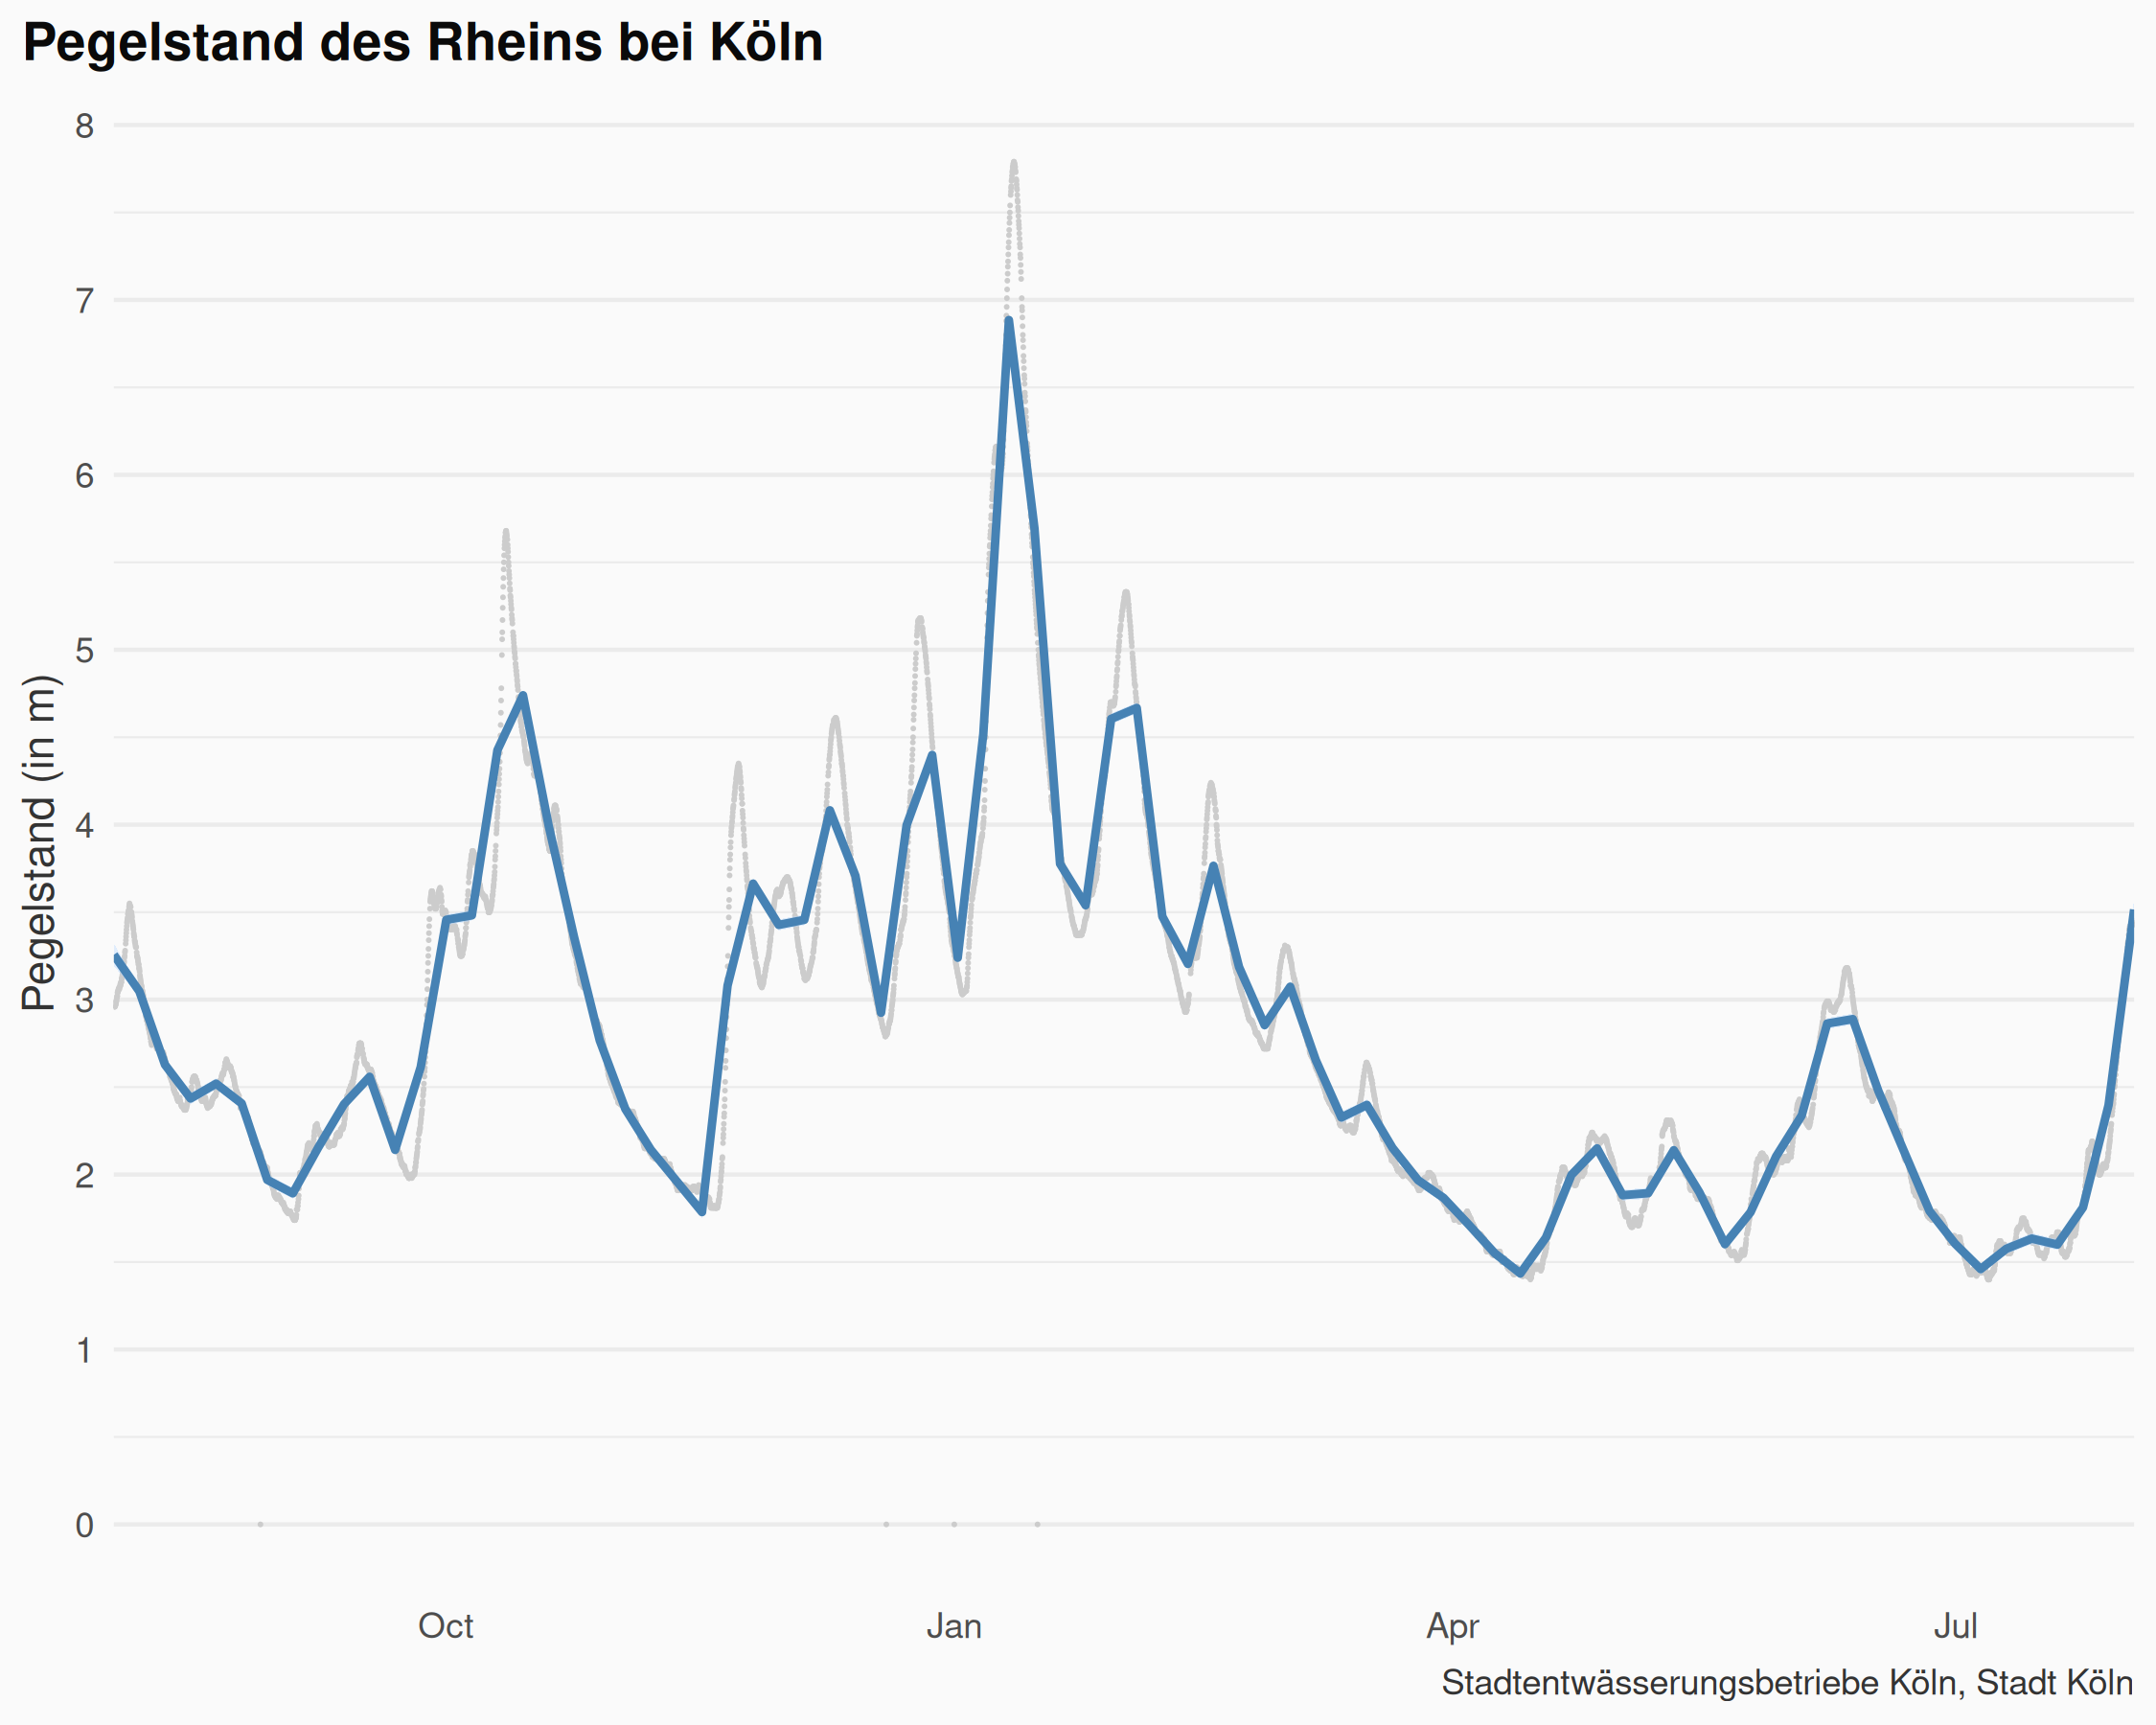 Pegelstand des Rheins bei Köln
8
7
6
5
4
3
2
1
0
Pegelstand (in m)
Oct
Jan
Apr
Jul
Stadtentwässerungsbetriebe Köln, Stadt Köln